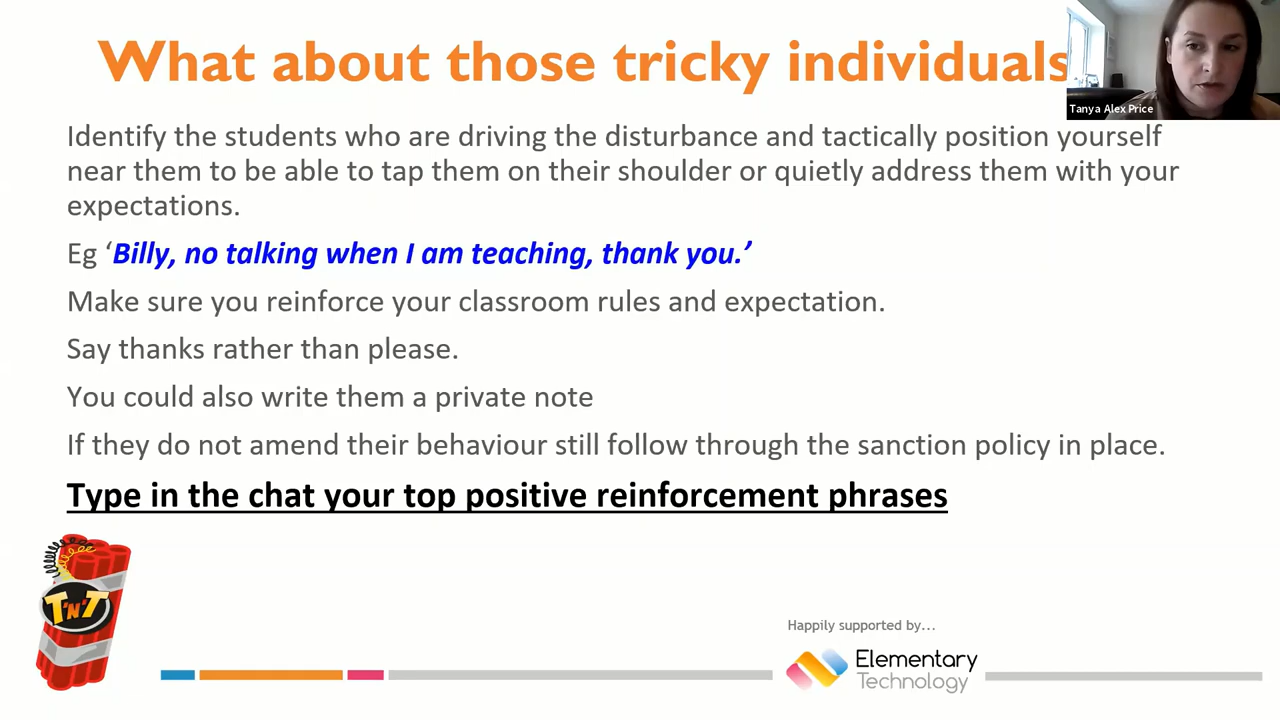 What about those tricky individuals
Tanya Alex Price
Identify the students who are driving the disturbance and tactically position yourself
near them to be able to tap them on their shoulder or quietly address them with your
expectations.
Eg ‘Billy, no talking when I am teaching, thank you.’
Make sure you reinforce your classroom rules and expectation.
Say thanks rather than please.
You could also write them a private note
If they do not amend their behaviour still follow through the sanction policy in place.
Type in the chat your top positive reinforcement phrases
T'N'T
Happily supported by...
Elementary
Technology